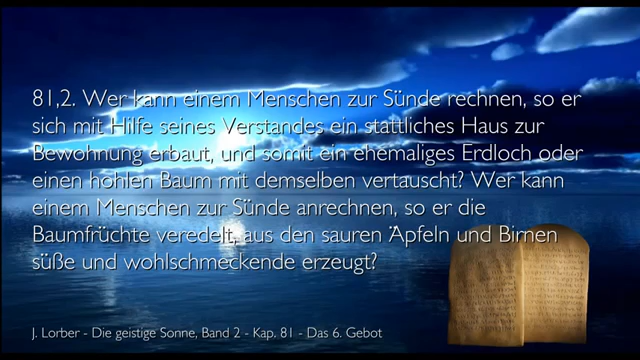 81,2. Wer kann einem Menschen zur Sünde rechnen, so er
sich mit Hilfe seines Verstandes ein stattliches Haus zur
Bewohnung erbaut, und somit ein ehemaliges Erdloch oder
einen hohlen Baum mit demselben vertauscht? Wer kann
einem Menschen zur Sünde anrechnen, so er die
Baumfrüchte veredelt, aus den sauren Äpfeln und Birnen
süße und wohlschmeckende erzeugt?
J. Lorber - Die geistige Sonne, Band 2 - Kap. 81 - Das 6. Gebot